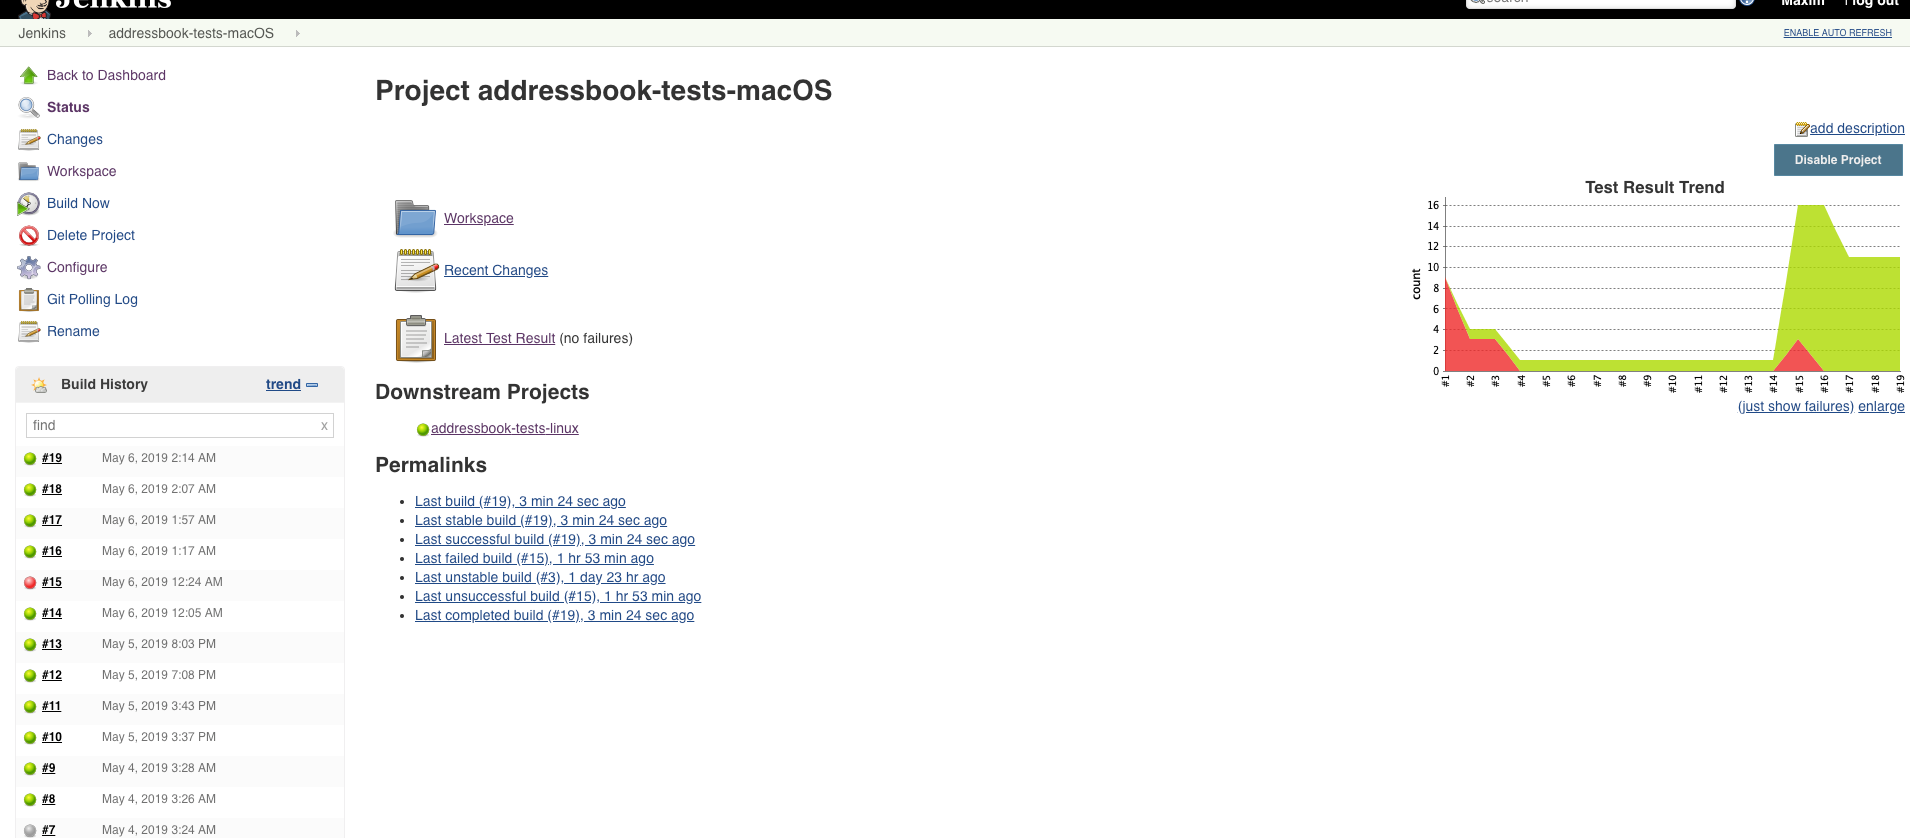 Jenkins
search
Maxim | log out
Jenkins
addressbook-tests-macOS
ENABLE AUTO REFRESH
Back to Dashboard
Status
Changes
Workspace
Build Now
Delete Project
Configure
Git Polling Log
Rename
Build History
trend
find
x
#19 May 6, 2019 2:14 AM
#18 May 6, 2019 2:07 AM
#17 May 6, 2019 1:57 AM
#16 May 6, 2019 1:17 AM
#15 May 6, 2019 12:24 AM
#14 May 6, 2019 12:05 AM
#13 May 5, 2019 8:03 PM
#12 May 5, 2019 7:08 PM
#11 May 5, 2019 3:43 PM
#10 May 5, 2019 3:37 PM
#9 May 4, 2019 3:28 AM
#8 May 4, 2019 3:26 AM
#7 May 4, 2019 3:24 AM
Project addressbook-tests-macOS
Workspace
Recent Changes
Latest Test Result (no failures)
Downstream Projects
addressbook-tests-linux
Permalinks
• Last build (#19), 3 min 24 sec ago
• Last stable build (#19), 3 min 24 sec ago
• Last successful build (#19), 3 min 24 sec ago
• Last failed build (#15), 1 hr 53 min ago
• Last unstable build (#3), 1 day 23 hr ago
• Last unsuccessful build (#15), 1 hr 53 min ago
• Last completed build (#19), 3 min 24 sec ago
add description
Disable Project
Test Result Trend
count
16
14
12
10
8
6
4
2
0
#1 #2 #3 #4 #5 #6 #7 #8 #9 #10 #11 #12 #13 #14 #15 #16 #17 #18 #19
(just show failures) enlarge